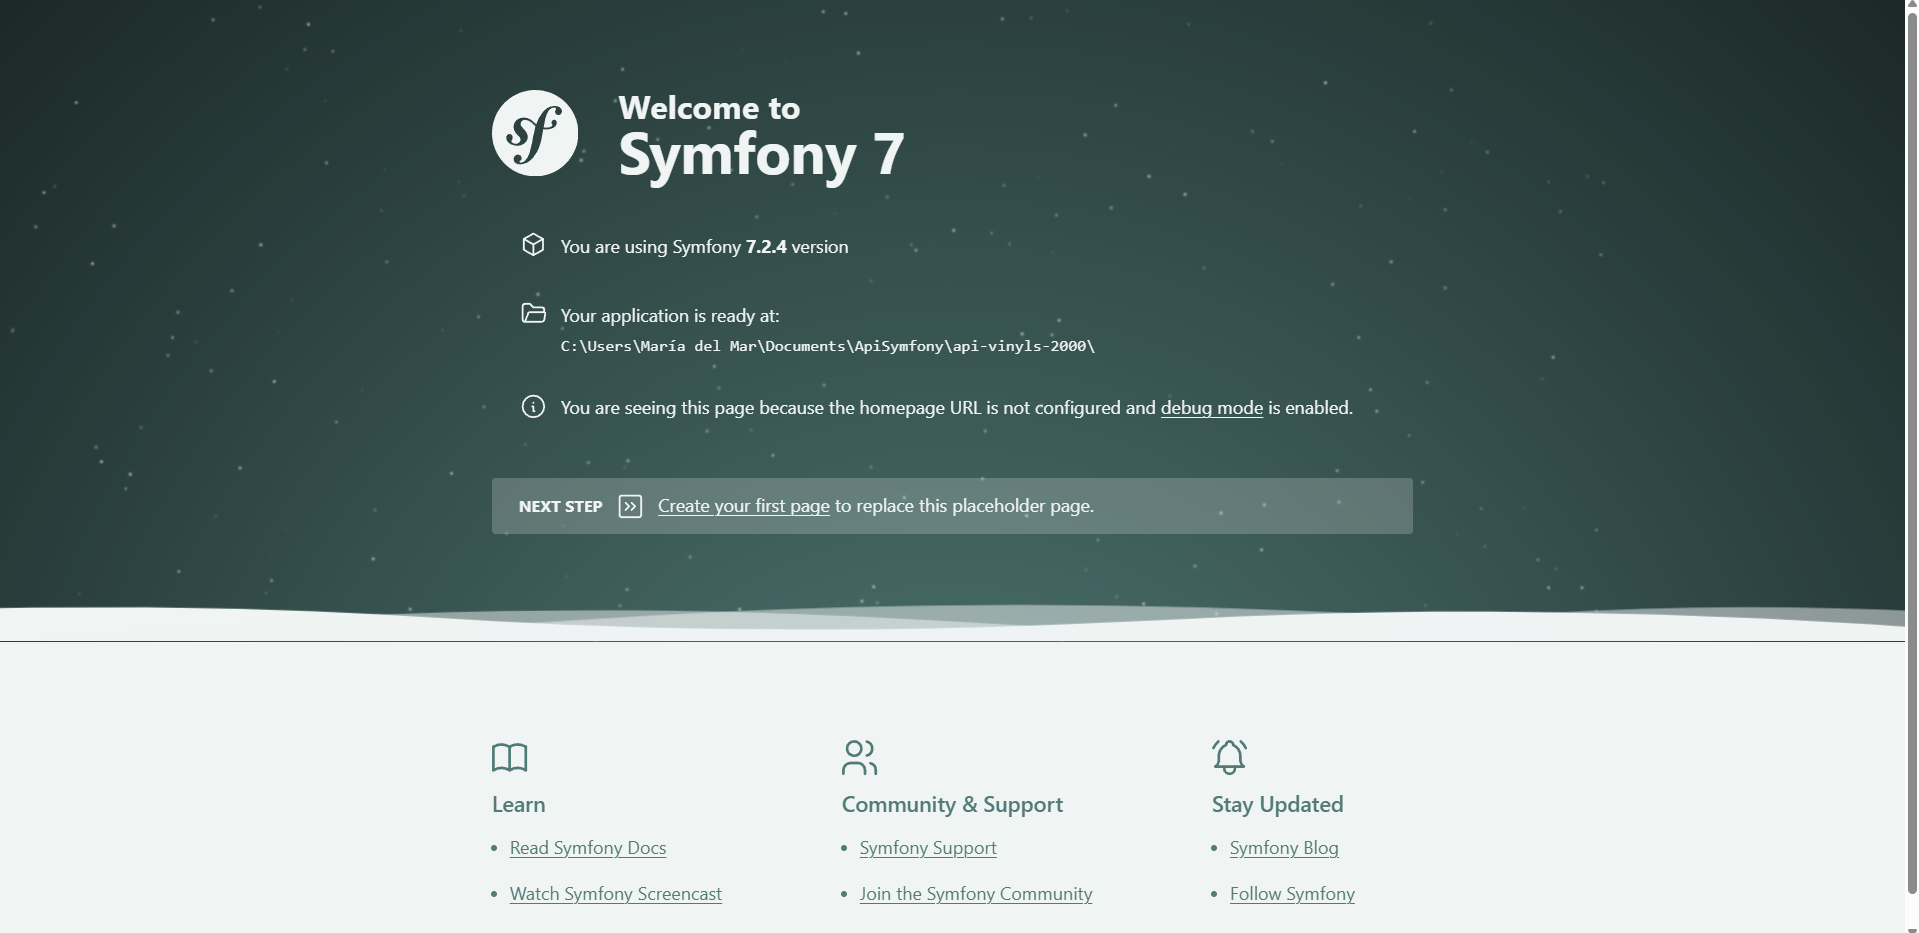 sf
Welcome to
Symfony 7
You are using Symfony 7.2.4 version
Your application is ready at:
C:\Users\María del Mar\Documents\ApiSymfony\api-vinyls-2000\
You are seeing this page because the homepage URL is not configured and debug mode is enabled.
NEXT STEP Create your first page to replace this placeholder page.
Learn
Read Symfony Docs
Watch Symfony Screencast
Community & Support
Symfony Support
Join the Symfony Community
Stay Updated
Symfony Blog
Follow Symfony